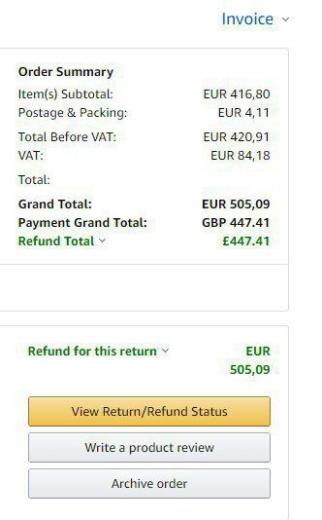 Invoice
Order Summary
Item(s) Subtotal: EUR 416,80
Postage & Packing: EUR 4,11
Total Before VAT: EUR 420,91
VAT: EUR 84,18
Total:
Grand Total: EUR 505,09
Payment Grand Total: GBP 447.41
Refund Total £447.41
Refund for this return EUR
505,09
View Return/Refund Status
Write a product review
Archive order